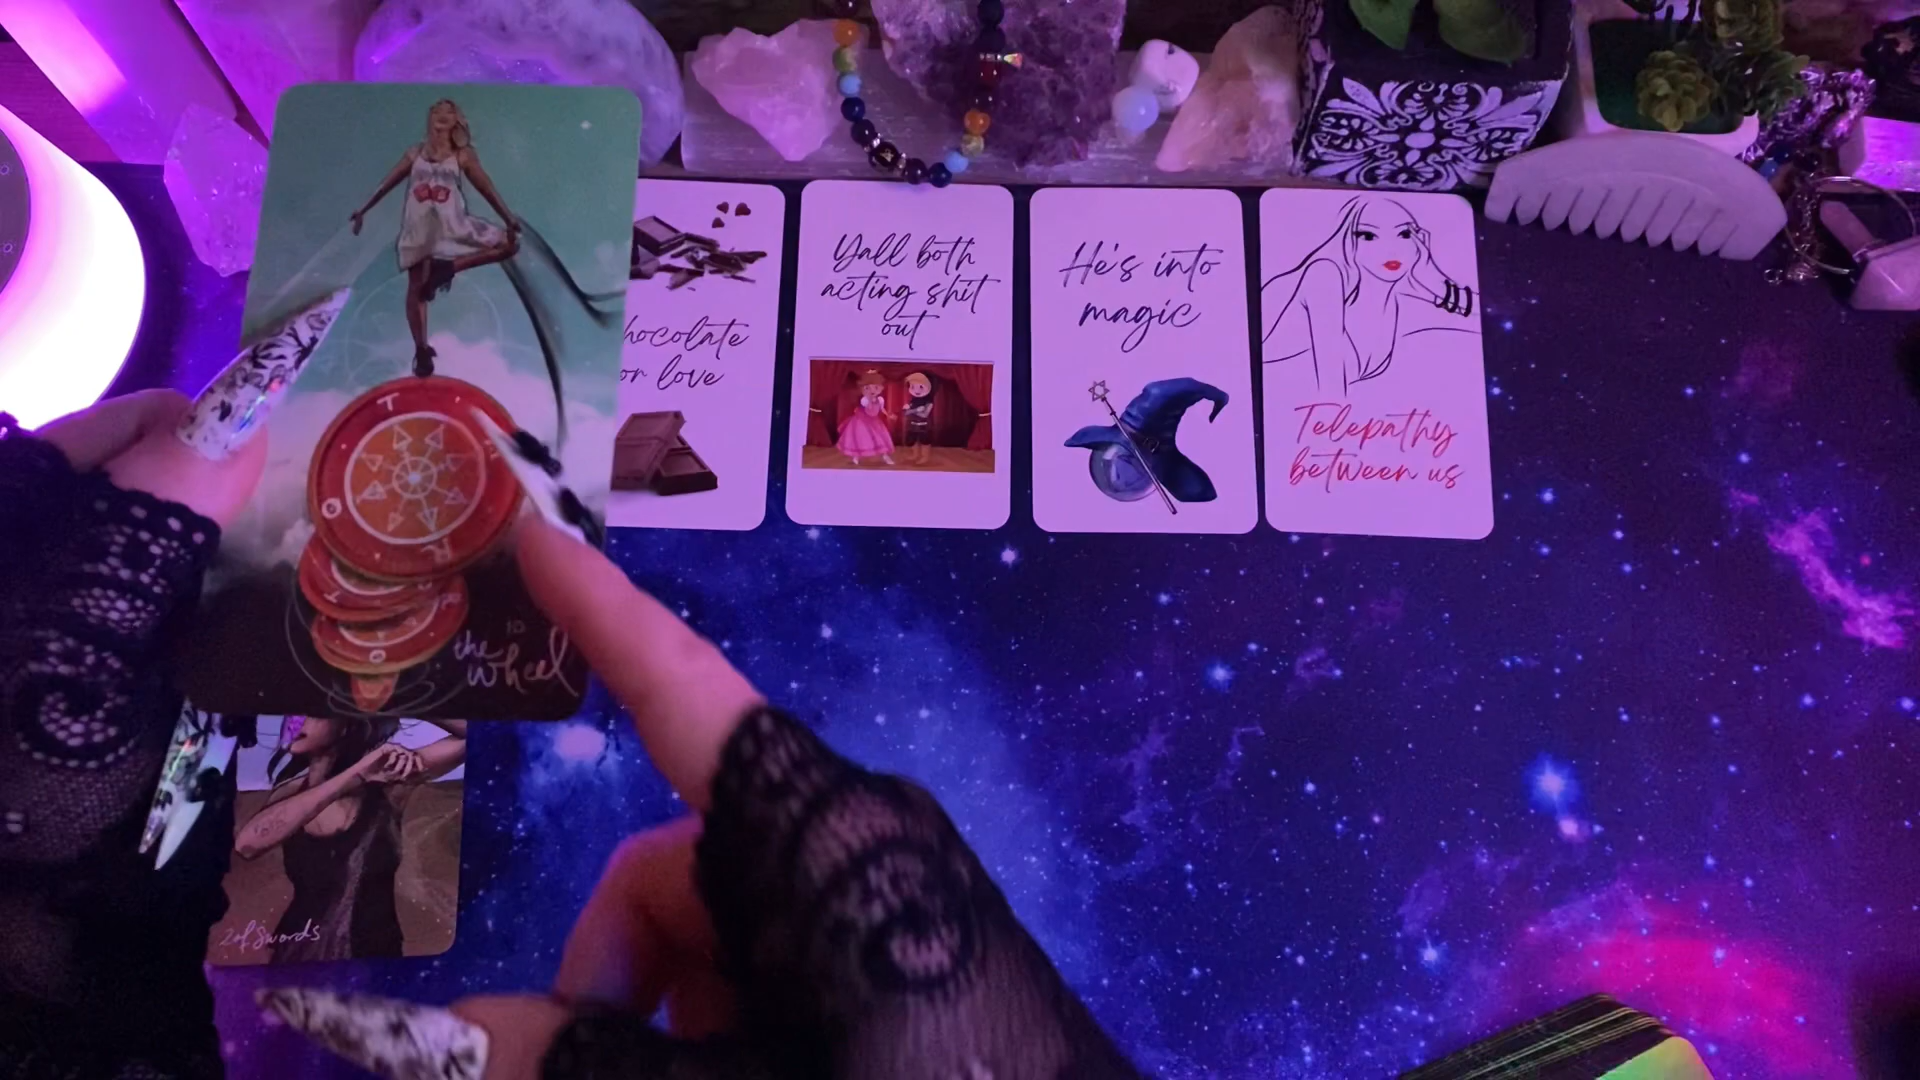 hocolate
or love
Yall both
acting shit
out
He's into
magic
Telepathy
between us
T
O
R
10
the
wheel
2 of Swords